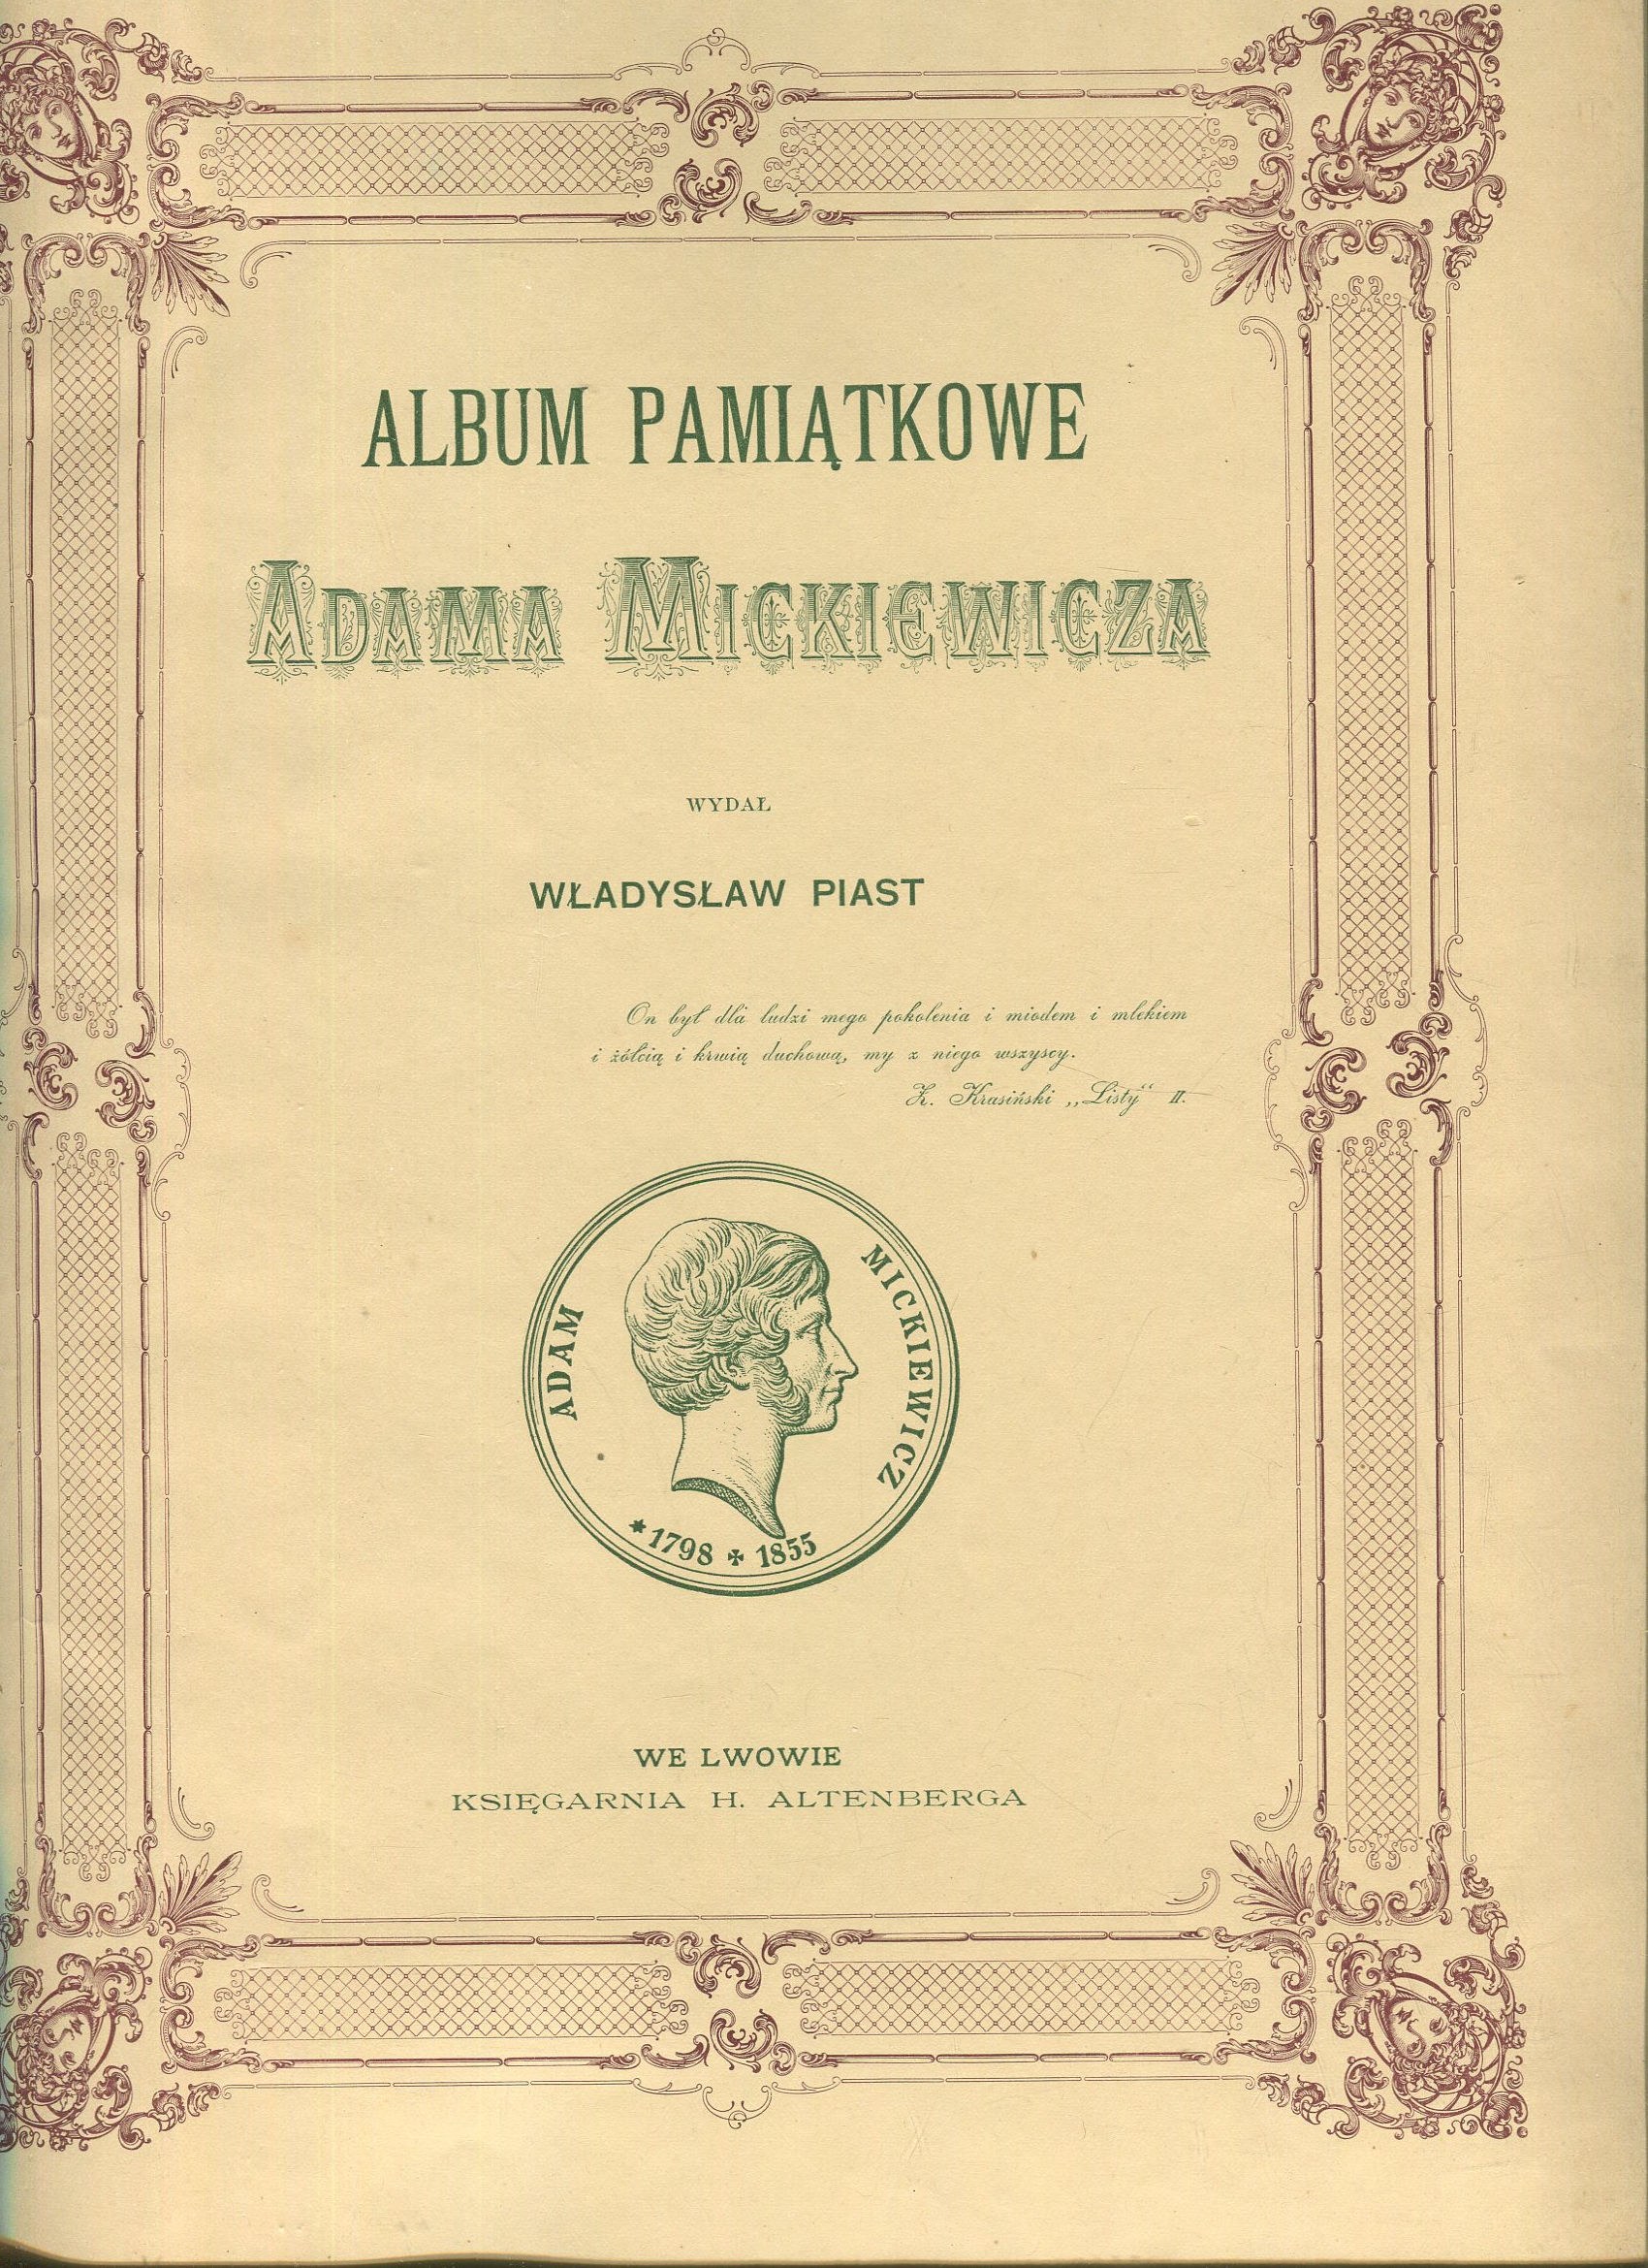 ALBUM PAMIĄTKOWE
ADAMA MICKIEWICZA
WYDAŁ
WŁADYSŁAW PIAST
On był dla ludzi mego pokolenia i miodem i mlekiem
i żółcią i krwią duchową, my z niego wszyscy.
Z. Krasiński „Listy“ II.
ADAM MICKIEWICZ
* 1798 ✠ 1855
WE LWOWIE
KSIĘGARNIA H. ALTENBERGA